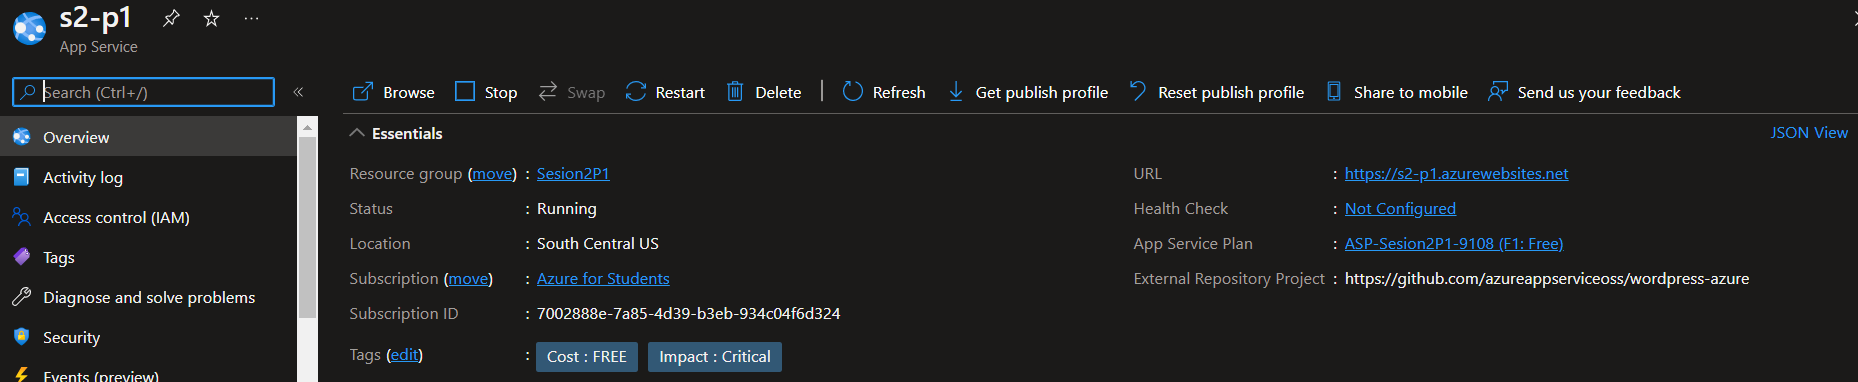 s2-p1
App Service
Search (Ctrl+/)
Overview
Activity log
Access control (IAM)
Tags
Diagnose and solve problems
Security
Events (preview)
Browse Stop Swap Restart Delete Refresh Get publish profile Reset publish profile Share to mobile Send us your feedback
Essentials
JSON View
Resource group (move) : Sesion2P1
Status : Running
Location : South Central US
Subscription (move) : Azure for Students
Subscription ID : 7002888e-7a85-4d39-b3eb-934c04f6d324
Tags (edit) : Cost : FREE Impact : Critical
URL : https://s2-p1.azurewebsites.net
Health Check : Not Configured
App Service Plan : ASP-Sesion2P1-9108 (F1: Free)
External Repository Project : https://github.com/azureappserviceoss/wordpress-azure